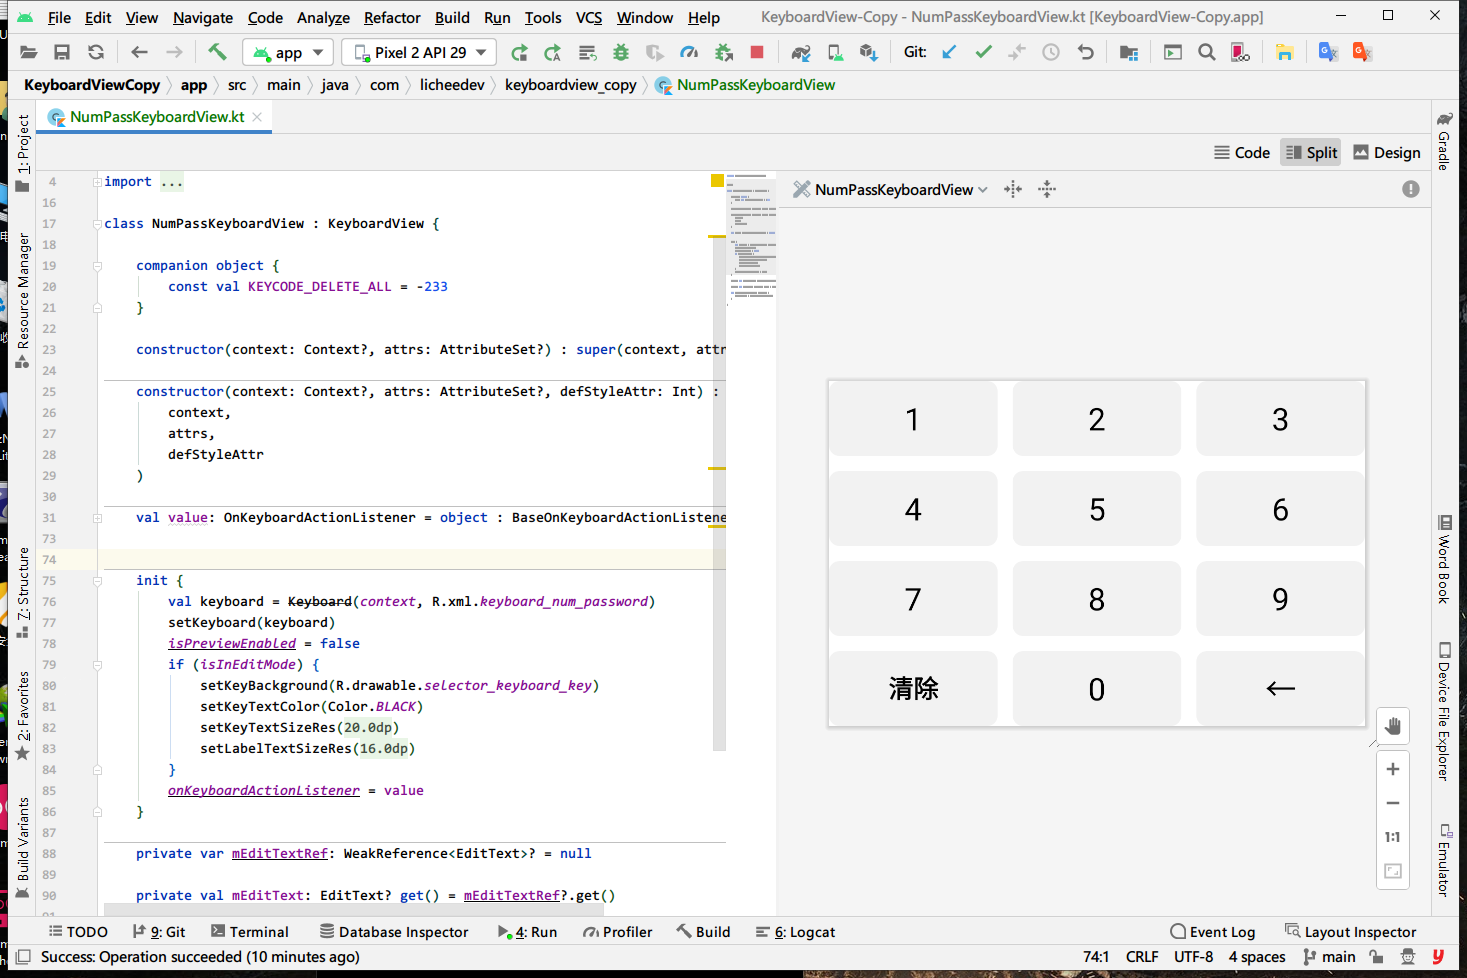 File Edit View Navigate Code Analyze Refactor Build Run Tools VCS Window Help KeyboardView-Copy - NumPassKeyboardView.kt [KeyboardView-Copy.app]
app Pixel 2 API 29 Git:
KeyboardViewCopy app src main java com licheedev keyboardview_copy NumPassKeyboardView
NumPassKeyboardView.kt
Code Split Design
1: Project
Resource Manager
7: Structure
2: Favorites
Build Variants
4 import ...
16
17 class NumPassKeyboardView : KeyboardView {
18
19 companion object {
20 const val KEYCODE_DELETE_ALL = -233
21 }
22
23 constructor(context: Context?, attrs: AttributeSet?) : super(context, attr
24
25 constructor(context: Context?, attrs: AttributeSet?, defStyleAttr: Int) :
26 context,
27 attrs,
28 defStyleAttr
29 )
30
31 val value: OnKeyboardActionListener = object : BaseOnKeyboardActionListene
73
74
75 init {
76 val keyboard = Keyboard(context, R.xml.keyboard_num_password)
77 setKeyboard(keyboard)
78 isPreviewEnabled = false
79 if (isInEditMode) {
80 setKeyBackground(R.drawable.selector_keyboard_key)
81 setKeyTextColor(Color.BLACK)
82 setKeyTextSizeRes(20.0dp)
83 setLabelTextSizeRes(16.0dp)
84 }
85 onKeyboardActionListener = value
86 }
87
88 private var mEditTextRef: WeakReference<EditText>? = null
89
90 private val mEditText: EditText? get() = mEditTextRef?.get()
NumPassKeyboardView
1 2 3
4 5 6
7 8 9
清除 0 ←
1:1
Gradle
Word Book
Device File Explorer
Emulator
TODO 9: Git Terminal Database Inspector 4: Run Profiler Build 6: Logcat Event Log Layout Inspector
Success: Operation succeeded (10 minutes ago) 74:1 CRLF UTF-8 4 spaces main